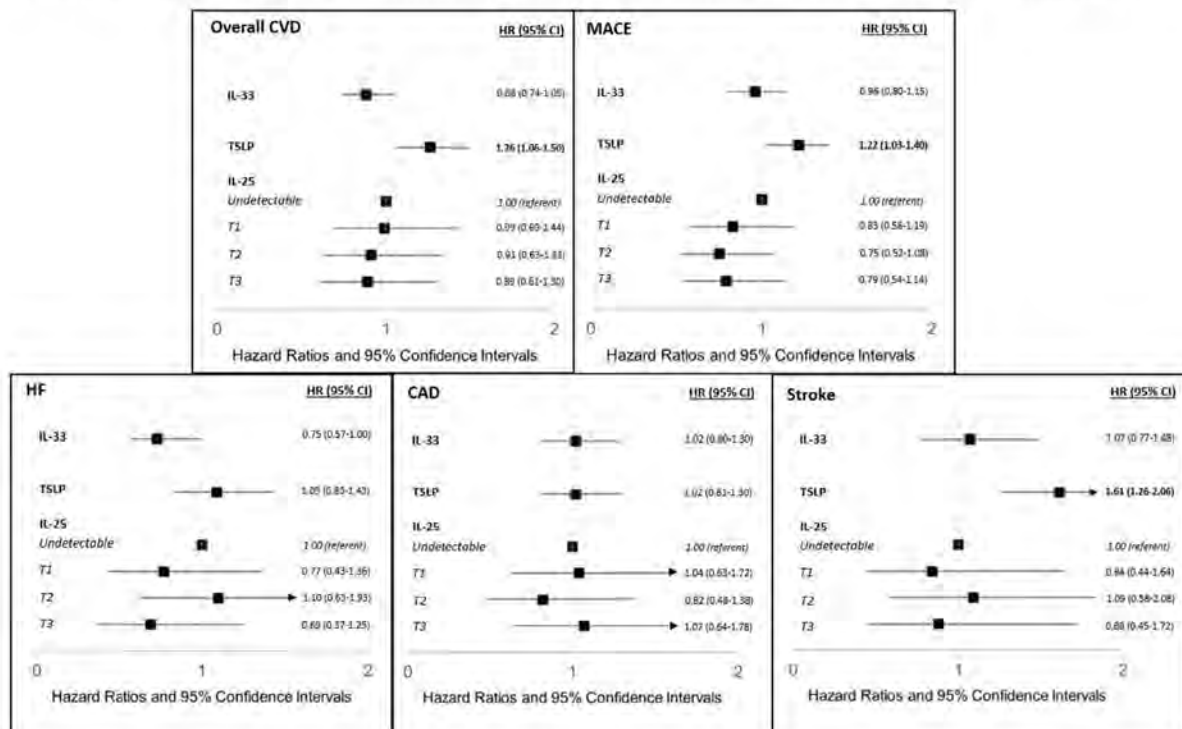 Overall CVD HR (95% CI)
IL-33 0.88 (0.74-1.05)
TSLP 1.26 (1.06-1.50)
IL-25
Undetectable 1.00 (referent)
T1 0.99 (0.69-1.44)
T2 0.91 (0.63-1.33)
T3 (0.61-1.30)
0 1 2
Hazard Ratios and 95% Confidence Intervals
MACE HR (95% CI)
IL-33 0.96 (0.80-1.15)
TSLP 1.22 (1.03-1.40)
IL-25
Undetectable 1.00 (referent)
T1 0.83 (0.58-1.19)
T2 0.75 (0.52-1.08)
T3 0.79 (0.54-1.14)
0 1 2
Hazard Ratios and 95% Confidence Intervals
HF HR (95% CI)
IL-33 0.75 (0.57-1.00)
TSLP
IL-25
Undetectable 1.00 (referent)
T1 0.77
T2 1.10 (0.63-1.93)
T3 (0.37-1.25)
0 1 2
Hazard Ratios and 95% Confidence Intervals
CAD HR (95% CI)
IL-33 1.02 (0.80-1.30)
TSLP 1.02 (0.81-1.30)
IL-25
Undetectable 1.00 (referent)
T1 1.04 (0.63-1.72)
T2 0.82 (0.48-1.38)
T3 1.07 (0.64-1.78)
0 1 2
Hazard Ratios and 95% Confidence Intervals
Stroke HR (95% CI)
IL-33 1.07 (0.77-1.48)
TSLP 1.61 (1.26-2.06)
IL-25
Undetectable 1.00 (referent)
T1 0.84 (0.44-1.64)
T2 1.09 (0.58-2.08)
T3 0.88 (0.45-1.72)
0 1 2
Hazard Ratios and 95% Confidence Intervals